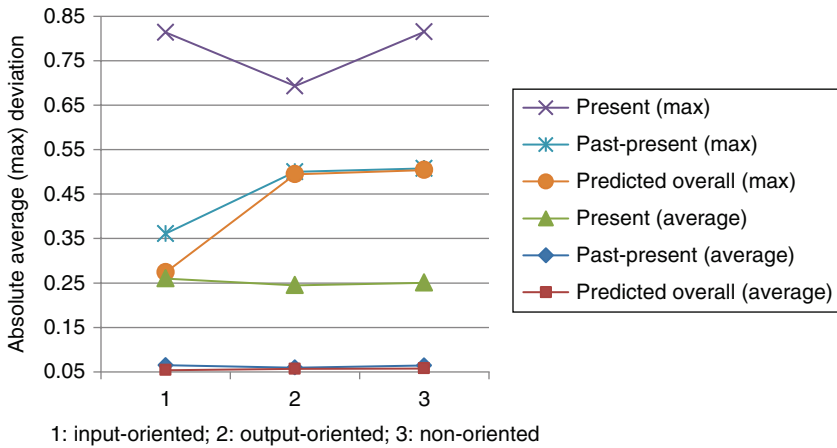 Absolute average (max) deviation
0.85
0.75
0.65
0.55
0.45
0.35
0.25
0.15
0.05
1
2
3
1: input-oriented; 2: output-oriented; 3: non-oriented
Present (max)
Past-present (max)
Predicted overall (max)
Present (average)
Past-present (average)
Predicted overall (average)